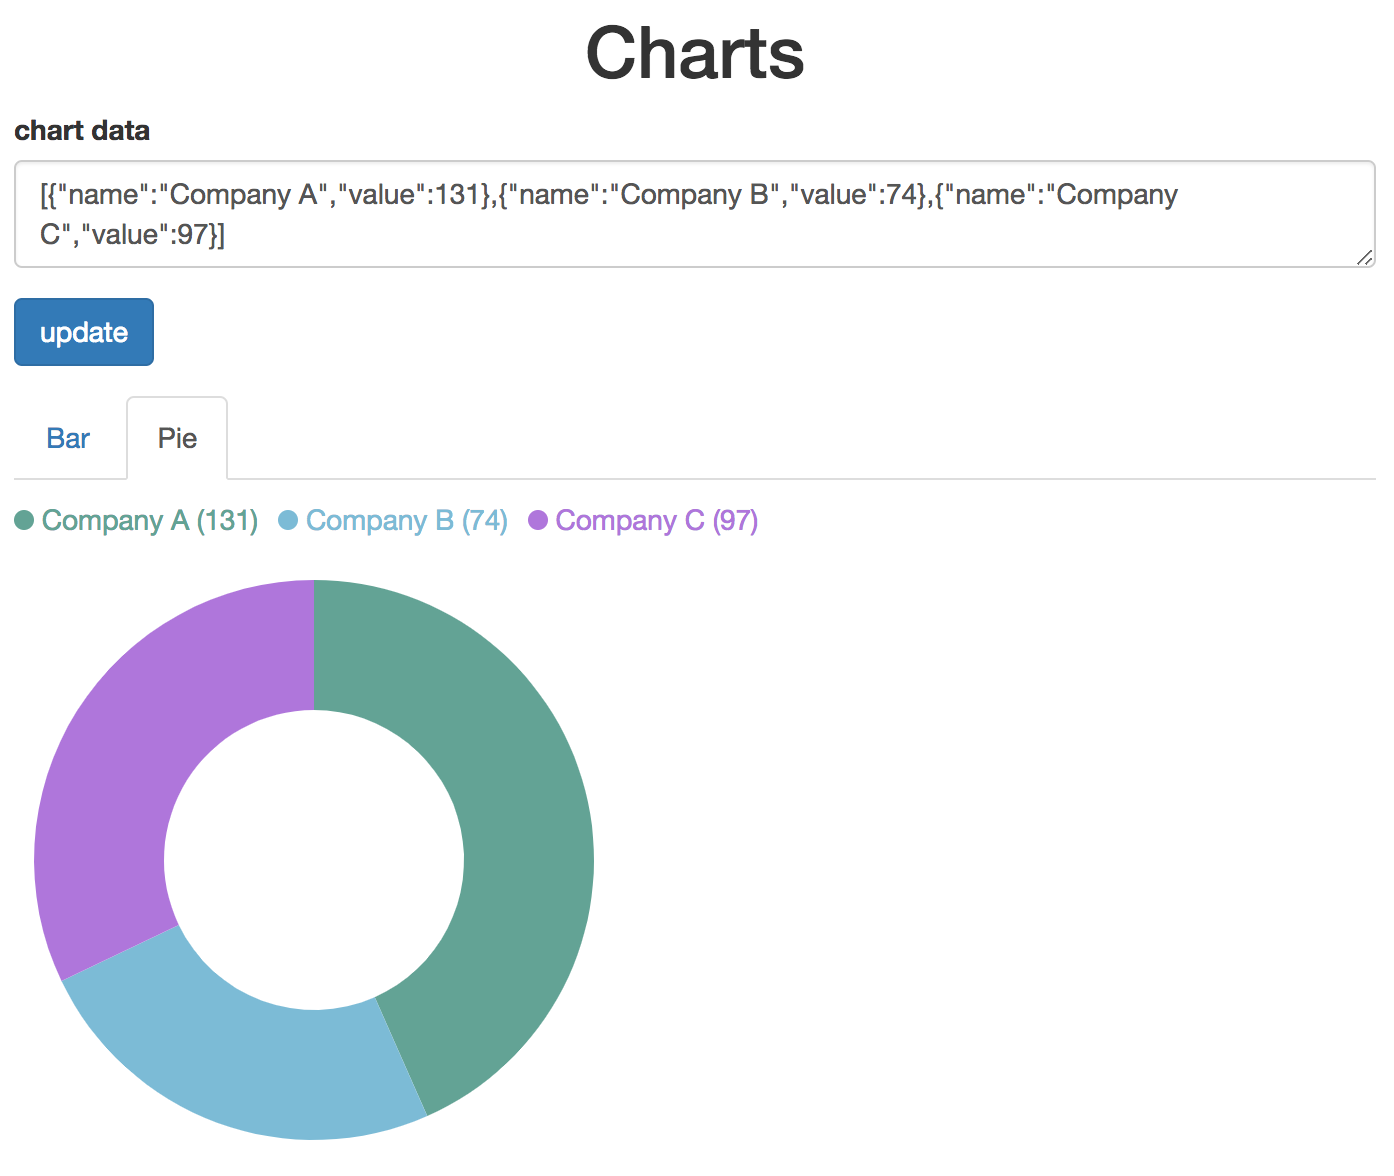 Charts
chart data
[{"name":"Company A","value":131},{"name":"Company B","value":74},{"name":"Company
C","value":97}]
update
Bar Pie
Company A (131) Company B (74) Company C (97)